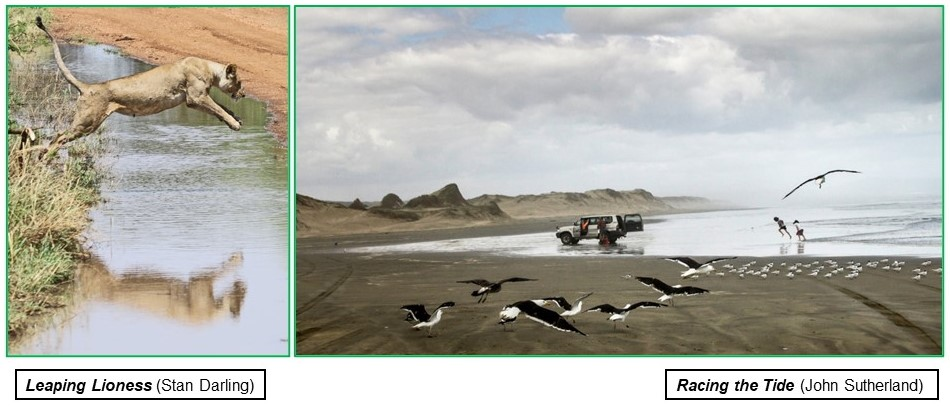 Leaping Lioness (Stan Darling)
Racing the Tide (John Sutherland)